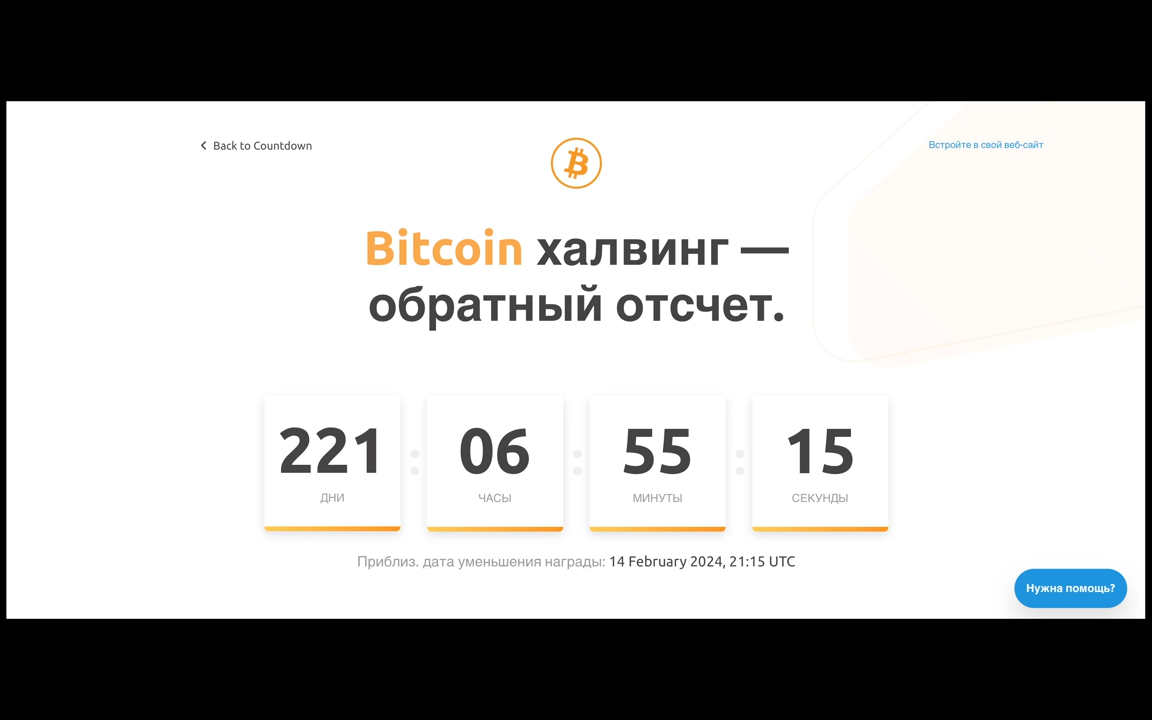 Back to Countdown
Встройте в свой веб-сайт
Bitcoin халвинг —
обратный отсчет.
221 : 06 : 55 : 15
ДНИ ЧАСЫ МИНУТЫ СЕКУНДЫ
Приблиз. дата уменьшения награды: 14 February 2024, 21:15 UTC
Нужна помощь?